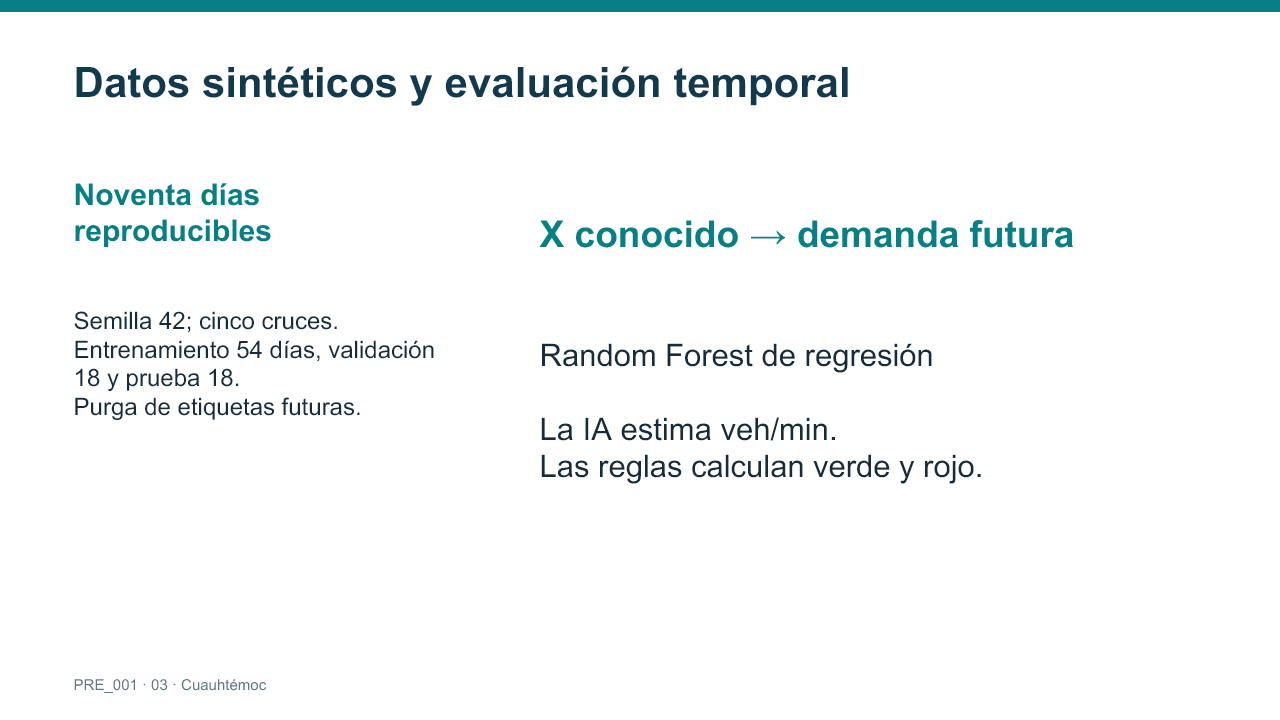 Datos sintéticos y evaluación temporal
Noventa días
reproducibles
Semilla 42; cinco cruces.
Entrenamiento 54 días, validación
18 y prueba 18.
Purga de etiquetas futuras.
X conocido → demanda futura
Random Forest de regresión
La IA estima veh/min.
Las reglas calculan verde y rojo.
PRE_001 · 03 · Cuauhtémoc